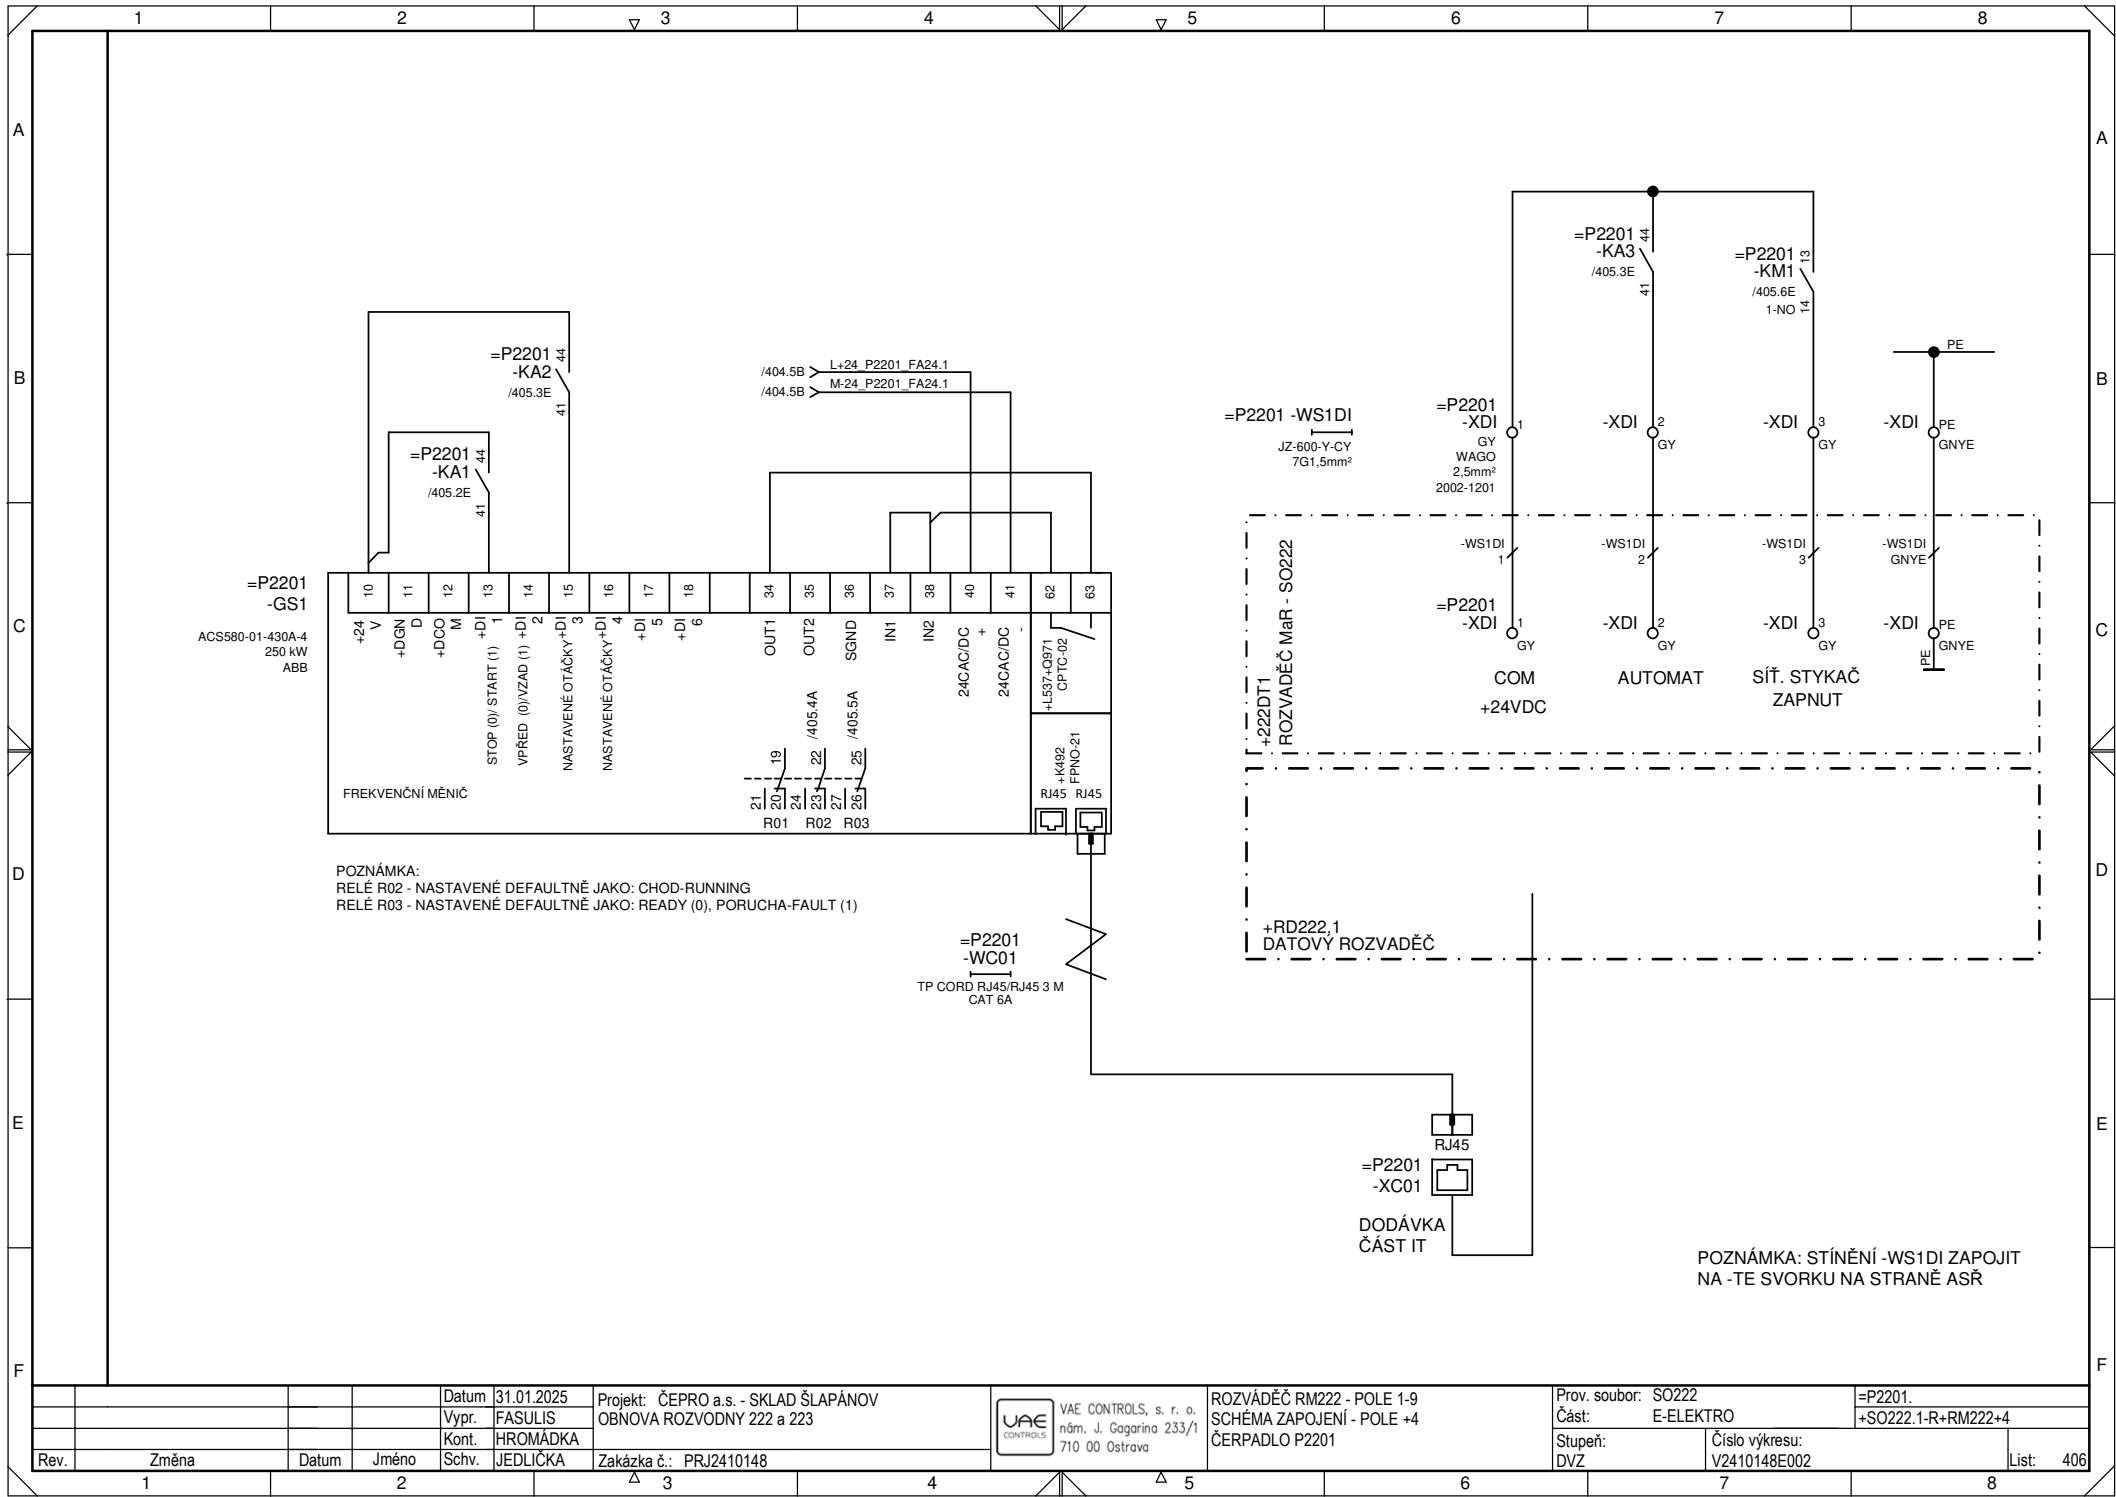 1 2 3 4 5 6 7 8
A A
=P2201
-KA3
/405.3E
44
41
=P2201
-KM1
/405.6E
1-NO
13
14
B B
=P2201
-KA2
/405.3E
44
41
=P2201
-KA1
/405.2E
44
41
/404.5B L+24_P2201_FA24.1
/404.5B M-24_P2201_FA24.1
PE
=P2201 -WS1DI
JZ-600-Y-CY
7G1,5mm²
=P2201
-XDI 1
GY
WAGO
2,5mm²
2002-1201
-XDI 2
GY
-XDI 3
GY
-XDI PE
GNYE
C C
=P2201
-GS1
ACS580-01-430A-4
250 kW
ABB
10 11 12 13 14 15 16 17 18 34 35 36 37 38 40 41 62 63
+24
V
+DGN
D
+DCO
M
+DI
1
STOP (0)/ START (1)
+DI
2
VPŘED (0)/VZAD (1)
+DI
3
NASTAVENÉ OTÁČKY
+DI
4
NASTAVENÉ OTÁČKY
+DI
5
+DI
6
OUT1
OUT2
SGND
IN1
IN2
24CAC/DC
+
24CAC/DC
-
+L537+Q971
CPTC-02
/405.4A
/405.5A
19 22 25
21 20 24 23 27 26
R01 R02 R03
+K492
FPNO-21
RJ45 RJ45
FREKVENČNÍ MĚNIČ
-WS1DI
1
-WS1DI
2
-WS1DI
3
-WS1DI
GNYE
=P2201
-XDI 1
GY
-XDI 2
GY
-XDI 3
GY
-XDI PE
GNYE
PE
COM
+24VDC
AUTOMAT
SÍŤ. STYKAČ
ZAPNUT
+222DT1
ROZVADĚČ MaR - SO222
D D
POZNÁMKA:
RELÉ R02 - NASTAVENÉ DEFAULTNĚ JAKO: CHOD-RUNNING
RELÉ R03 - NASTAVENÉ DEFAULTNĚ JAKO: READY (0), PORUCHA-FAULT (1)
+RD222,1
DATOVÝ ROZVADĚČ
=P2201
-WC01
TP CORD RJ45/RJ45 3 M
CAT 6A
E E
RJ45
=P2201
-XC01
DODÁVKA
ČÁST IT
POZNÁMKA: STÍNĚNÍ -WS1DI ZAPOJIT
NA -TE SVORKU NA STRANĚ ASŘ
F F
Rev. Změna Datum Jméno
Datum 31.01.2025
Vypr. FASULIS
Kont. HROMÁDKA
Schv. JEDLIČKA
Projekt: ČEPRO a.s. - SKLAD ŠLAPÁNOV
OBNOVA ROZVODNY 222 a 223
Zakázka č.: PRJ2410148
VAE
CONTROLS
VAE CONTROLS, s. r. o.
nám. J. Gagarina 233/1
710 00 Ostrava
ROZVÁDĚČ RM222 - POLE 1-9
SCHÉMA ZAPOJENÍ - POLE +4
ČERPADLO P2201
Prov. soubor: SO222
Část: E-ELEKTRO
Stupeň:
DVZ
=P2201.
+SO222.1-R+RM222+4
Číslo výkresu:
V2410148E002
List: 406
1 2 3 4 5 6 7 8